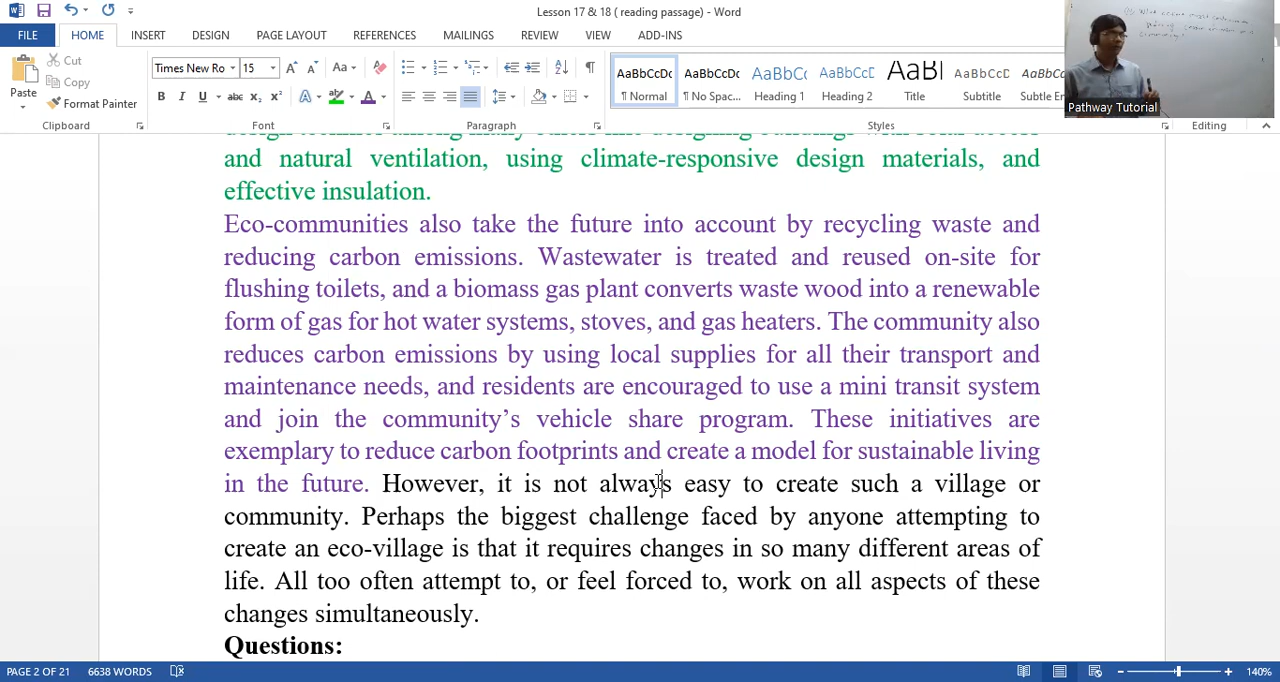 Lesson 17 & 18 ( reading passage) - Word
FILE HOME INSERT DESIGN PAGE LAYOUT REFERENCES MAILINGS REVIEW VIEW ADD-INS
Cut
Copy
Format Painter
Paste
Clipboard
Times New Ro 15
Font
Paragraph
AaBbCcDc AaBbCcDc AaBbC AaBbCcC AaBl AaBbCcD AaBbCcD
¶ Normal ¶ No Spac... Heading 1 Heading 2 Title Subtitle Subtle Em
Styles
Editing
Pathway Tutorial
and natural ventilation, using climate-responsive design materials, and
effective insulation.
Eco-communities also take the future into account by recycling waste and
reducing carbon emissions. Wastewater is treated and reused on-site for
flushing toilets, and a biomass gas plant converts waste wood into a renewable
form of gas for hot water systems, stoves, and gas heaters. The community also
reduces carbon emissions by using local supplies for all their transport and
maintenance needs, and residents are encouraged to use a mini transit system
and join the community’s vehicle share program. These initiatives are
exemplary to reduce carbon footprints and create a model for sustainable living
in the future. However, it is not always easy to create such a village or
community. Perhaps the biggest challenge faced by anyone attempting to
create an eco-village is that it requires changes in so many different areas of
life. All too often attempt to, or feel forced to, work on all aspects of these
changes simultaneously.
Questions:
PAGE 2 OF 21 6638 WORDS 140%